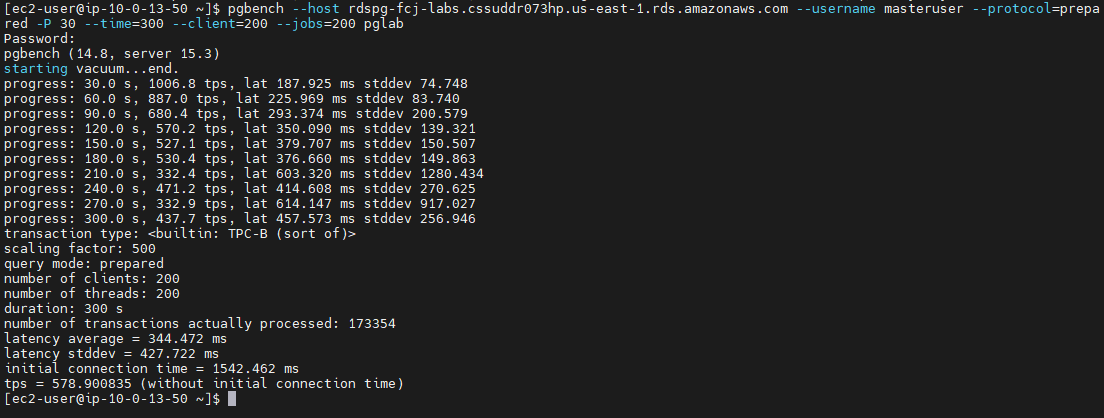 [ec2-user@ip-10-0-13-50 ~]$ pgbench --host rdspg-fcj-labs.cssuddr073hp.us-east-1.rds.amazonaws.com --username masteruser --protocol=prepa
red -P 30 --time=300 --client=200 --jobs=200 pglab
Password:
pgbench (14.8, server 15.3)
starting vacuum...end.
progress: 30.0 s, 1006.8 tps, lat 187.925 ms stddev 74.748
progress: 60.0 s, 887.0 tps, lat 225.969 ms stddev 83.740
progress: 90.0 s, 680.4 tps, lat 293.374 ms stddev 200.579
progress: 120.0 s, 570.2 tps, lat 350.090 ms stddev 139.321
progress: 150.0 s, 527.1 tps, lat 379.707 ms stddev 150.507
progress: 180.0 s, 530.4 tps, lat 376.660 ms stddev 149.863
progress: 210.0 s, 332.4 tps, lat 603.320 ms stddev 1280.434
progress: 240.0 s, 471.2 tps, lat 414.608 ms stddev 270.625
progress: 270.0 s, 332.9 tps, lat 614.147 ms stddev 917.027
progress: 300.0 s, 437.7 tps, lat 457.573 ms stddev 256.946
transaction type: <builtin: TPC-B (sort of)>
scaling factor: 500
query mode: prepared
number of clients: 200
number of threads: 200
duration: 300 s
number of transactions actually processed: 173354
latency average = 344.472 ms
latency stddev = 427.722 ms
initial connection time = 1542.462 ms
tps = 578.900835 (without initial connection time)
[ec2-user@ip-10-0-13-50 ~]$